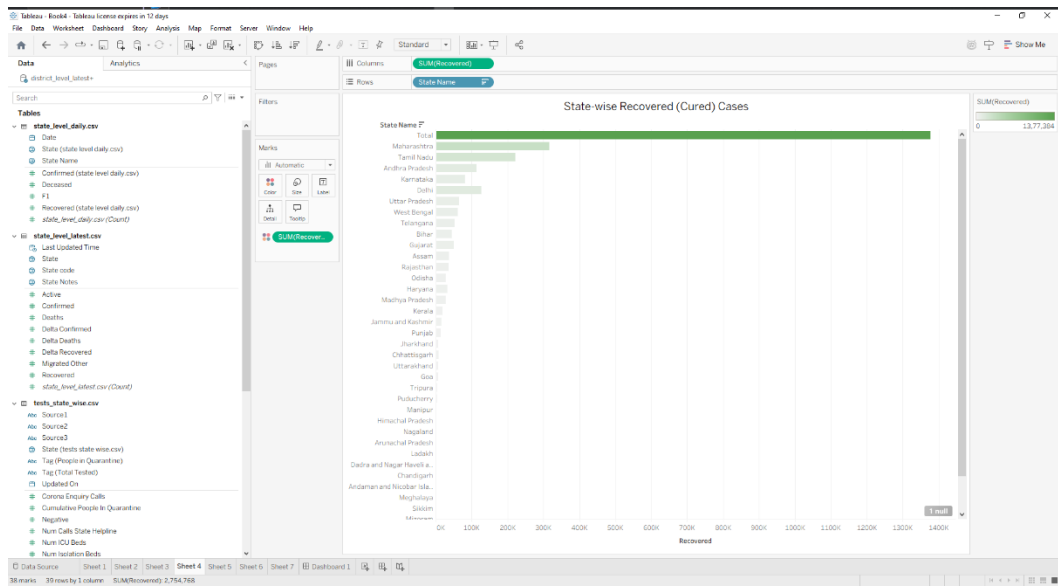 Tableau - Book4 - Tableau license expires in 12 days
File Data Worksheet Dashboard Story Analysis Map Format Server Window Help
Standard
Show Me
Data Analytics
district_level_latest+
Search
Tables
state_level_daily.csv
Date
State (state level daily.csv)
State Name
Confirmed (state level daily.csv)
Deceased
F1
Recovered (state level daily.csv)
state_level_daily.csv (Count)
state_level_latest.csv
Last Updated Time
State
State code
State Notes
Active
Confirmed
Deaths
Delta Confirmed
Delta Deaths
Delta Recovered
Migrated Other
Recovered
state_level_latest.csv (Count)
tests_state_wise.csv
Abc Source1
Abc Source2
Abc Source3
State (tests state wise.csv)
Abc Tag (People in Quarantine)
Abc Tag (Total Tested)
Updated On
Corona Enquiry Calls
Cumulative People In Quarantine
Negative
Num Calls State Helpline
Num ICU Beds
Num Isolation Beds
Pages
Filters
Marks
Automatic
Color Size Label
Detail Tooltip
SUM(Recover..
Columns SUM(Recovered)
Rows State Name
State-wise Recovered (Cured) Cases
State Name
Total
Maharashtra
Tamil Nadu
Andhra Pradesh
Karnataka
Delhi
Uttar Pradesh
West Bengal
Telangana
Bihar
Gujarat
Assam
Rajasthan
Odisha
Haryana
Madhya Pradesh
Kerala
Jammu and Kashmir
Punjab
Jharkhand
Chhattisgarh
Uttarakhand
Goa
Tripura
Puducherry
Manipur
Himachal Pradesh
Nagaland
Arunachal Pradesh
Ladakh
Dadra and Nagar Haveli a..
Chandigarh
Andaman and Nicobar Isla..
Meghalaya
Sikkim
Mizoram
1 null
0K 100K 200K 300K 400K 500K 600K 700K 800K 900K 1000K 1100K 1200K 1300K 1400K
Recovered
SUM(Recovered)
0 13,77,384
Data Source Sheet 1 Sheet 2 Sheet 3 Sheet 4 Sheet 5 Sheet 6 Sheet 7 Dashboard 1
38 marks 39 rows by 1 column SUM(Recovered): 2,754,768